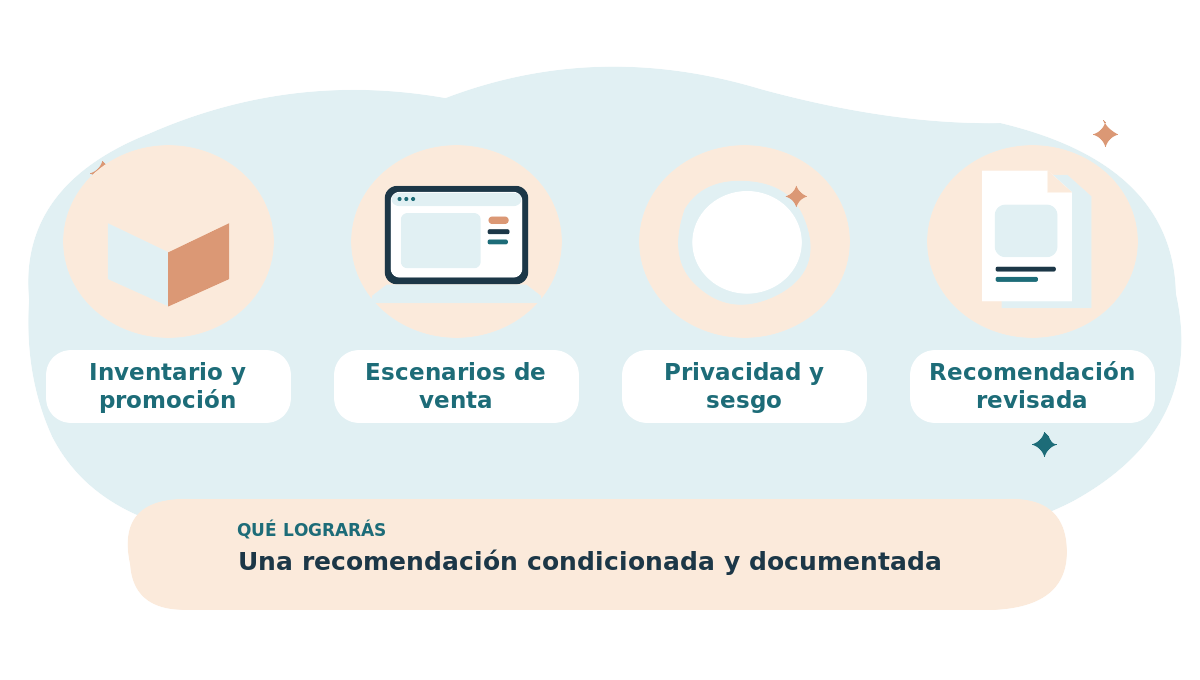 Inventario y
promoción
Escenarios de
venta
Privacidad y
sesgo
Recomendación
revisada
QUÉ LOGRARÁS
Una recomendación condicionada y documentada